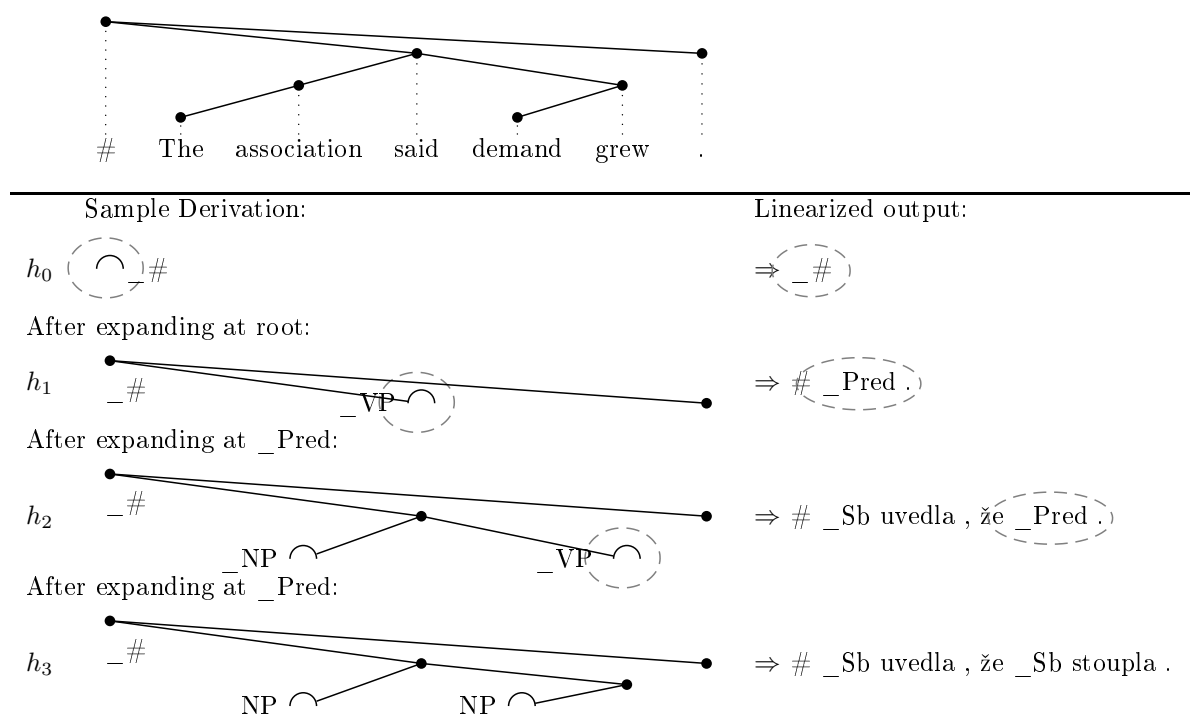 # The association said demand grew .
Sample Derivation: Linearized output:
h0 _# ⇒ _#
After expanding at root:
h1 _# _VP ⇒ # _Pred .
After expanding at _Pred:
h2 _# _NP _VP ⇒ # _Sb uvedla , že _Pred .
After expanding at _Pred:
h3 _# NP NP ⇒ # _Sb uvedla , že _Sb stoupla .